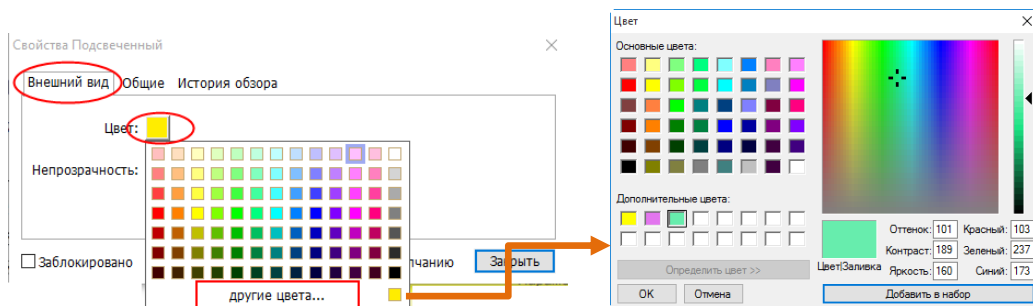 Свойства Подсвеченный
Внешний вид Общие История обзора
Цвет:
Непрозрачность:
Заблокировано
Закрыть
другие цвета...
Цвет
Основные цвета:
Дополнительные цвета:
Определить цвет >>
OK Отмена
Цвет|Заливка
Оттенок: 101 Красный: 103
Контраст: 189 Зеленый: 237
Яркость: 160 Синий: 173
Добавить в набор